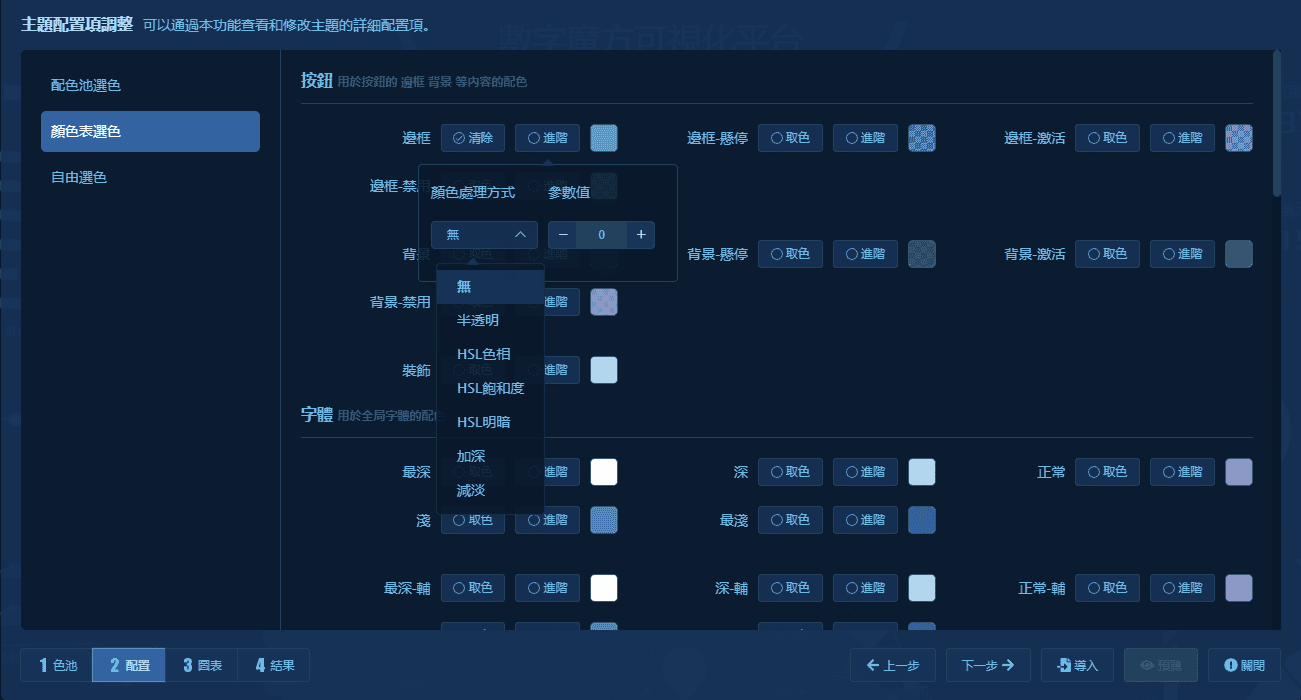 數字魔方可視化平台
主題配置項調整 可以通過本功能查看和修改主題的詳細配置項。
配色池選色
顏色表選色
自由選色
按鈕 用於按鈕的 邊框 背景 等內容的配色
邊框 清除 進階 邊框-懸停 取色 進階 邊框-激活 取色 進階
邊框-禁用
顏色處理方式 參數值
無 − 0 +
背景 取色 背景-懸停 取色 進階 背景-激活 取色 進階
背景-禁用 進階
裝飾 取色 進階
無
半透明
HSL色相
HSL飽和度
HSL明暗
加深
減淡
字體 用於全局字體的配色
最深 取色 進階 深 取色 進階 正常 取色 進階
淺 取色 進階 最淺 取色 進階
最深-輔 取色 進階 深-輔 取色 進階 正常-輔 取色 進階
1 色池 2 配置 3 圖表 4 結果
上一步 下一步 導入 預覽 關閉